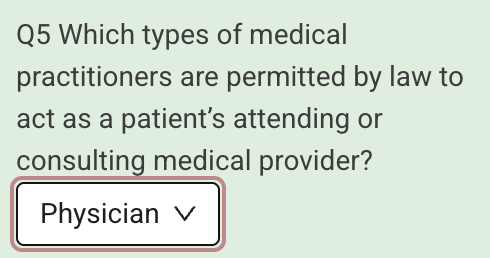 Q5 Which types of medical
practitioners are permitted by law to
act as a patient’s attending or
consulting medical provider?
Physician